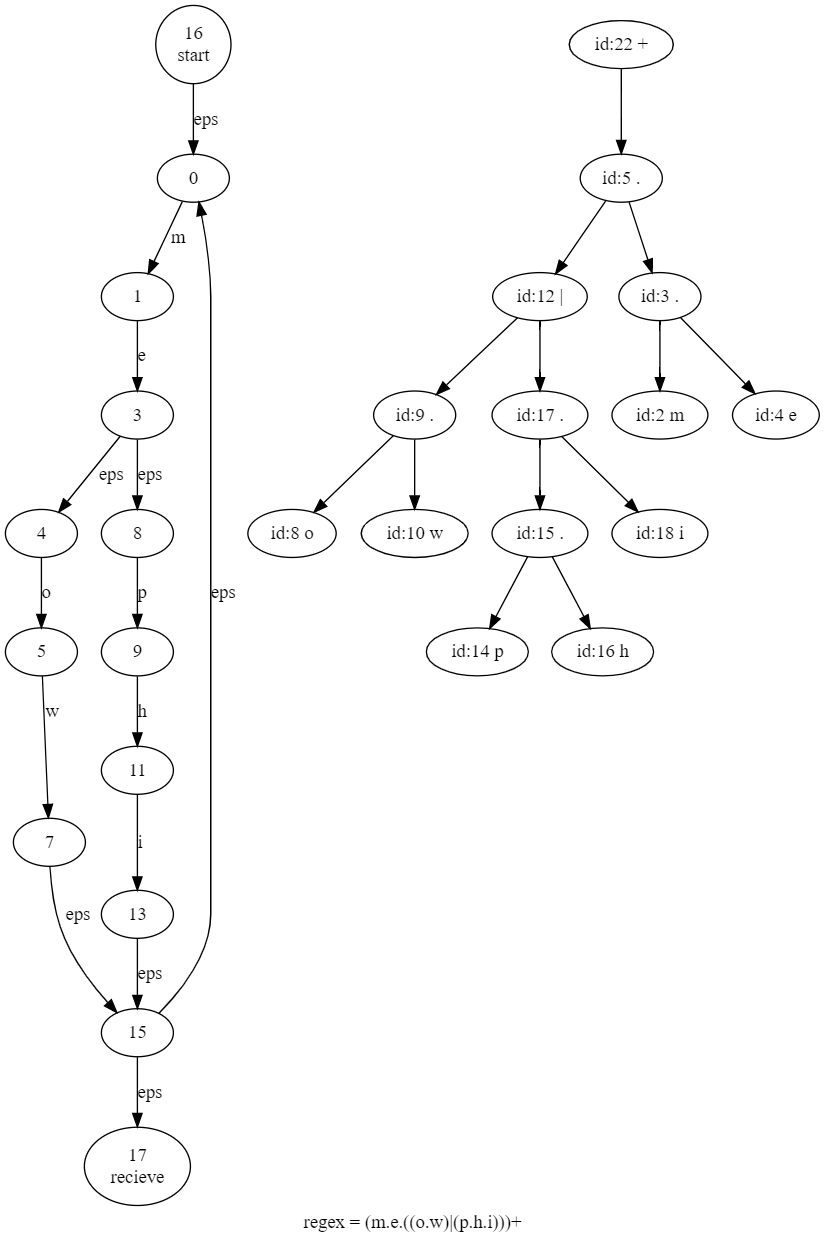 16
start
eps
0
m
1
e
3
eps
eps
4
8
o
p
eps
5
9
w
h
11
7
i
13
eps
eps
15
eps
17
recieve
id:22 +
id:5 .
id:12 |
id:3 .
id:9 .
id:17 .
id:2 m
id:4 e
id:8 o
id:10 w
id:15 .
id:18 i
id:14 p
id:16 h
regex = (m.e.((o.w)|(p.h.i)))+